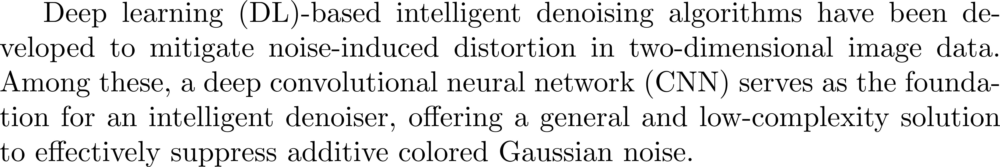 Deep learning (DL)-based intelligent denoising algorithms have been de-
veloped to mitigate noise-induced distortion in two-dimensional image data.
Among these, a deep convolutional neural network (CNN) serves as the founda-
tion for an intelligent denoiser, offering a general and low-complexity solution
to effectively suppress additive colored Gaussian noise.